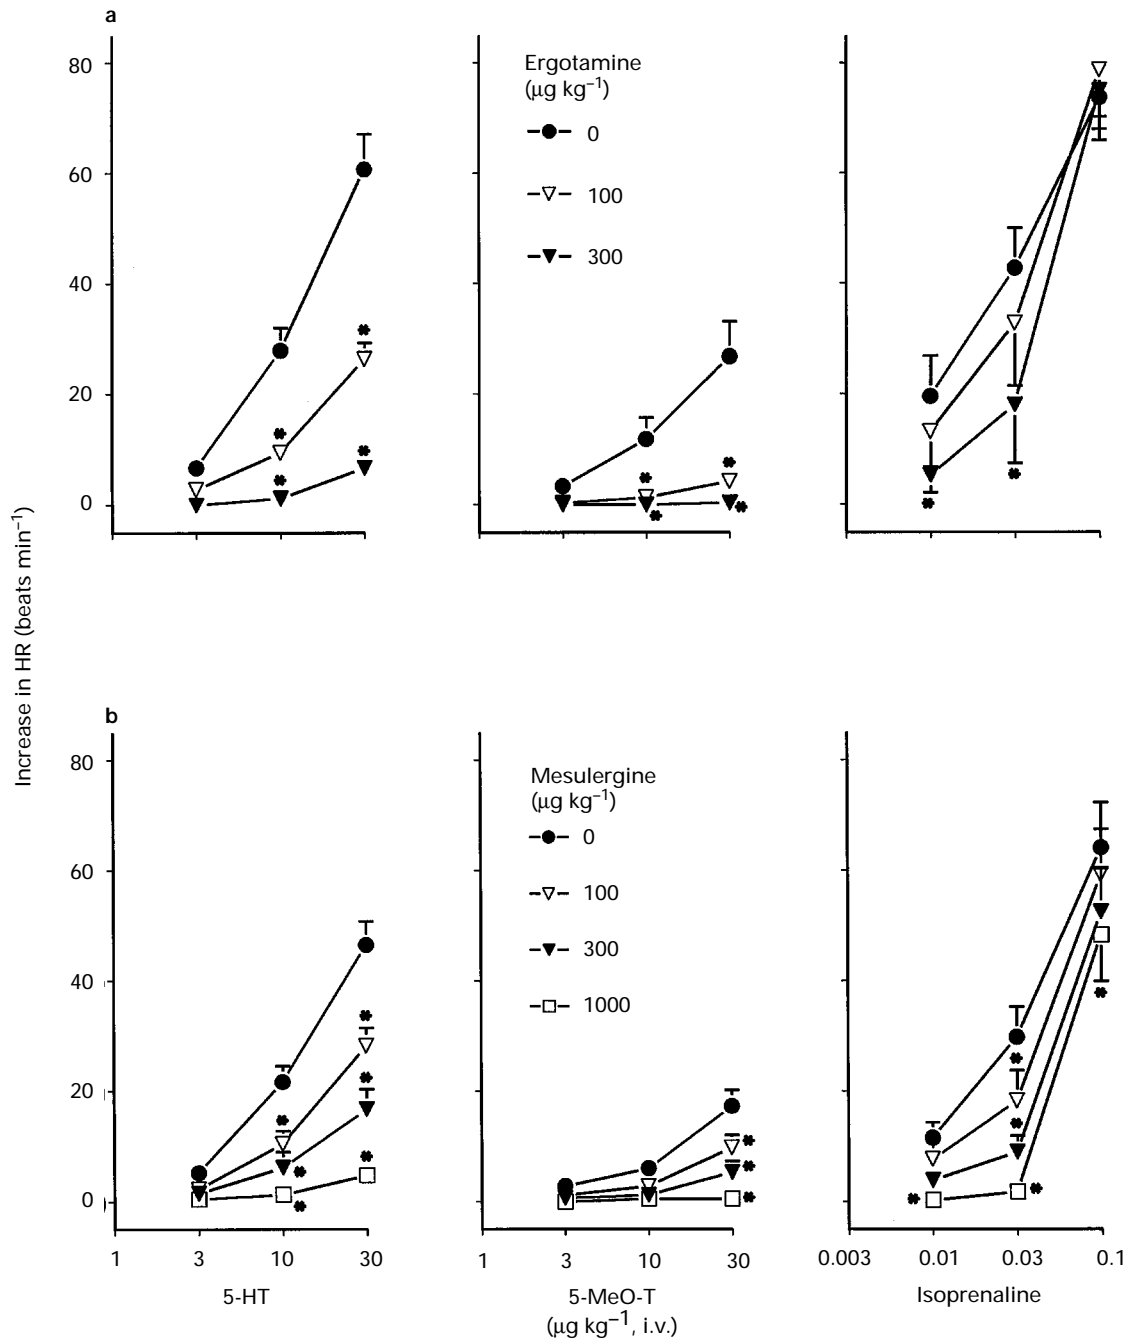 a
80
60
40
20
0
Ergotamine
(µg kg⁻¹)
0
100
300
Increase in HR (beats min⁻¹)
b
80
60
40
20
0
Mesulergine
(µg kg⁻¹)
0
100
300
1000
1 3 10 30
1 3 10 30
0.003 0.01 0.03 0.1
5-HT
5-MeO-T
Isoprenaline
(µg kg⁻¹, i.v.)